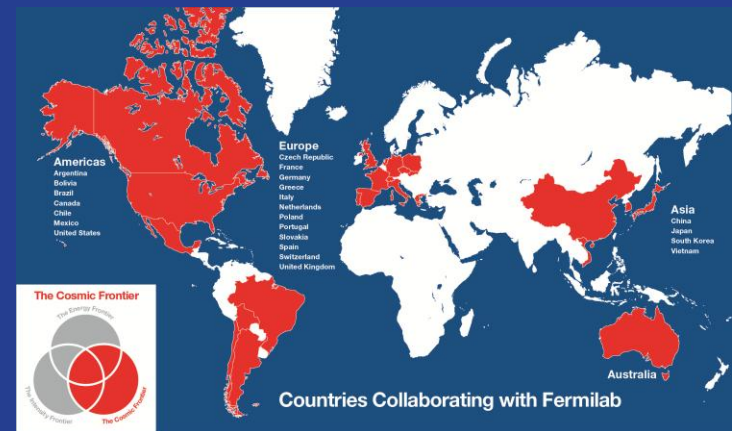 Americas
Argentina
Bolivia
Brazil
Canada
Chile
Mexico
United States
Europe
Czech Republic
France
Germany
Greece
Italy
Netherlands
Poland
Portugal
Slovakia
Spain
Switzerland
United Kingdom
Asia
China
Japan
South Korea
Vietnam
Australia
The Cosmic Frontier
The Energy Frontier
The Intensity Frontier
The Cosmic Frontier
Countries Collaborating with Fermilab